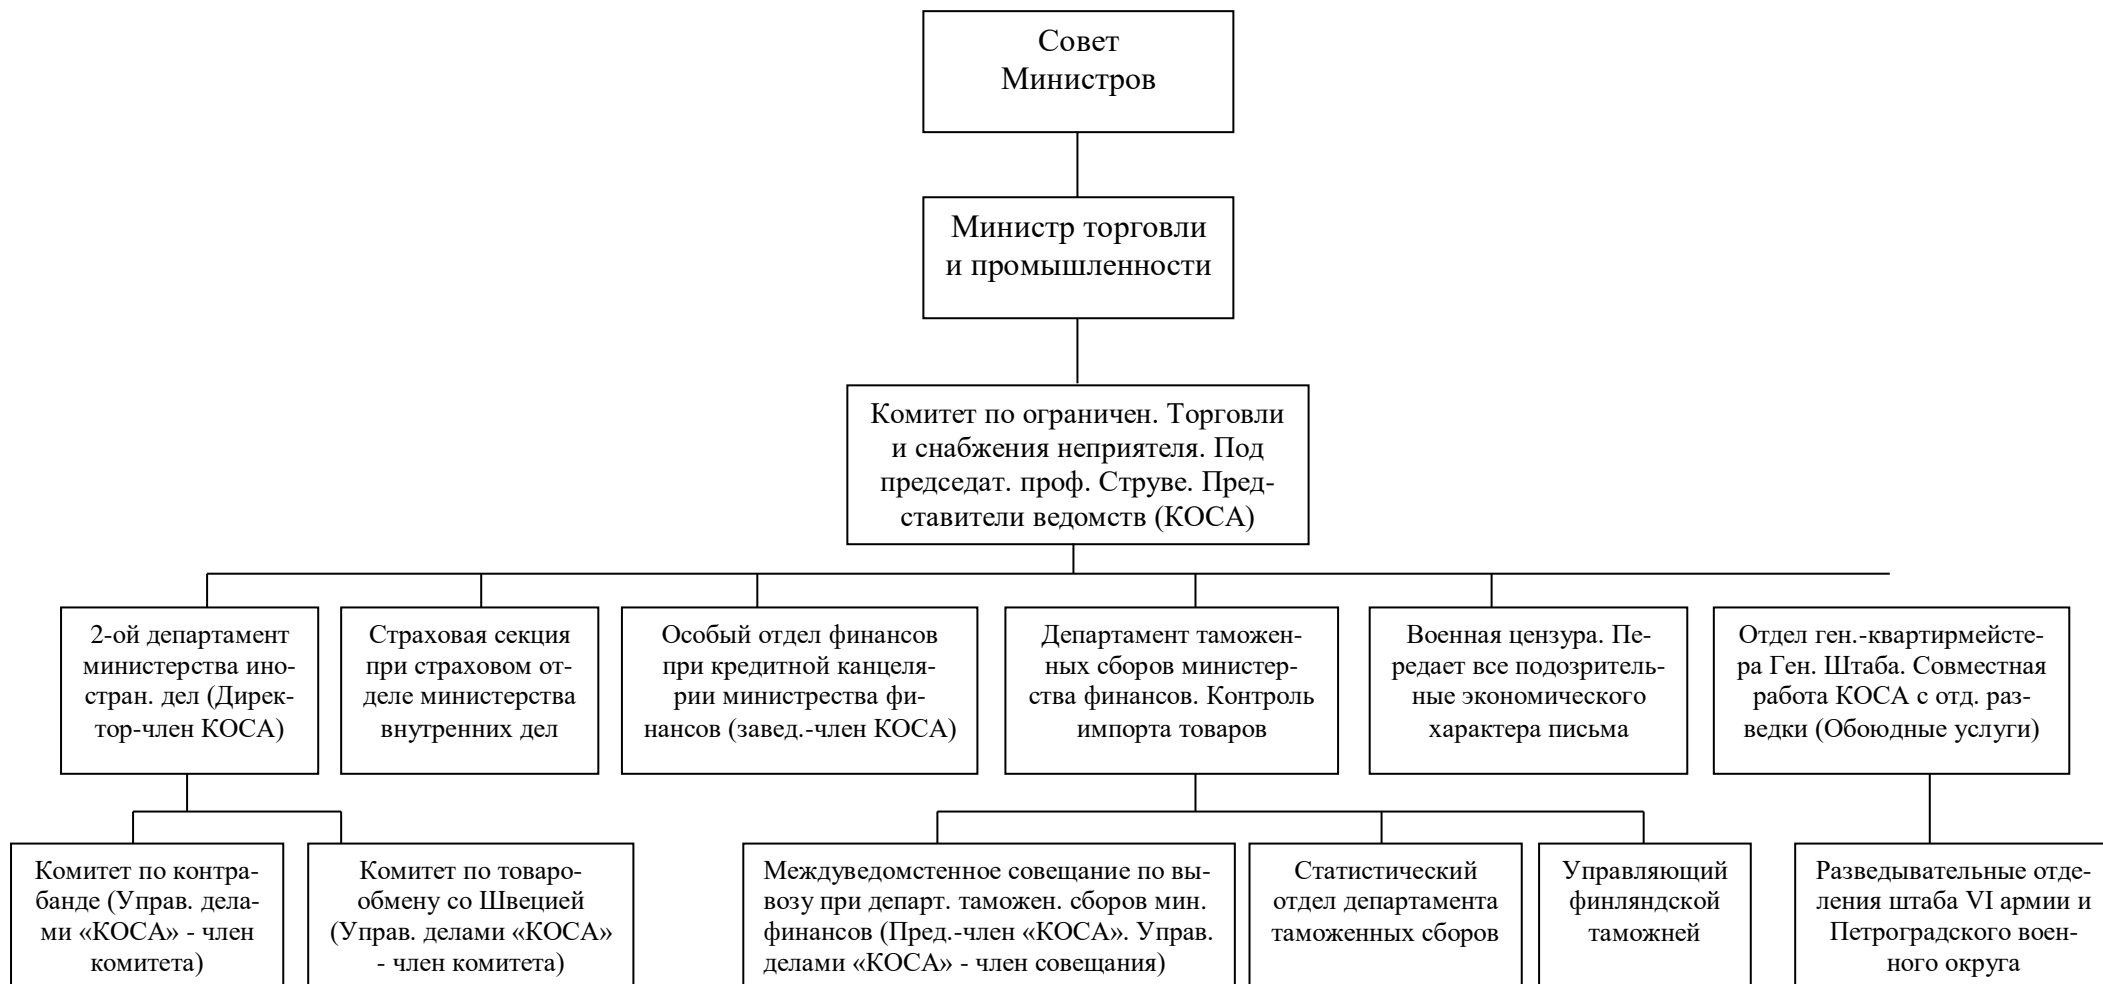 Совет
Министров
Министр торговли
и промышленности
Комитет по ограничен. Торговли
и снабжения неприятеля. Под
председат. проф. Струве. Пред-
ставители ведомств (КОСА)
2-ой департамент
министерства ино-
стран. дел (Дирек-
тор-член КОСА)
Страховая секция
при страховом от-
деле министерства
внутренних дел
Особый отдел финансов
при кредитной канцеля-
рии министрества фи-
нансов (завед.-член КОСА)
Департамент таможен-
ных сборов министер-
ства финансов. Контроль
импорта товаров
Военная цензура. Пе-
редает все подозритель-
ные экономического
характера письма
Отдел ген.-квартирмейсте-
ра Ген. Штаба. Совместная
работа КОСА с отд. раз-
ведки (Обоюдные услуги)
Комитет по контра-
банде (Управ. дела-
ми «КОСА» - член
комитета)
Комитет по товаро-
обмену со Швецией
(Управ. делами «КОСА»
- член комитета)
Междуведомстенное совещание по вы-
возу при департ. таможен. сборов мин.
финансов (Пред.-член «КОСА». Управ.
делами «КОСА» - член совещания)
Статистический
отдел департамента
таможенных сборов
Управляющий
финляндской
таможней
Разведывательные отде-
ления штаба VI армии и
Петроградского воен-
ного округа